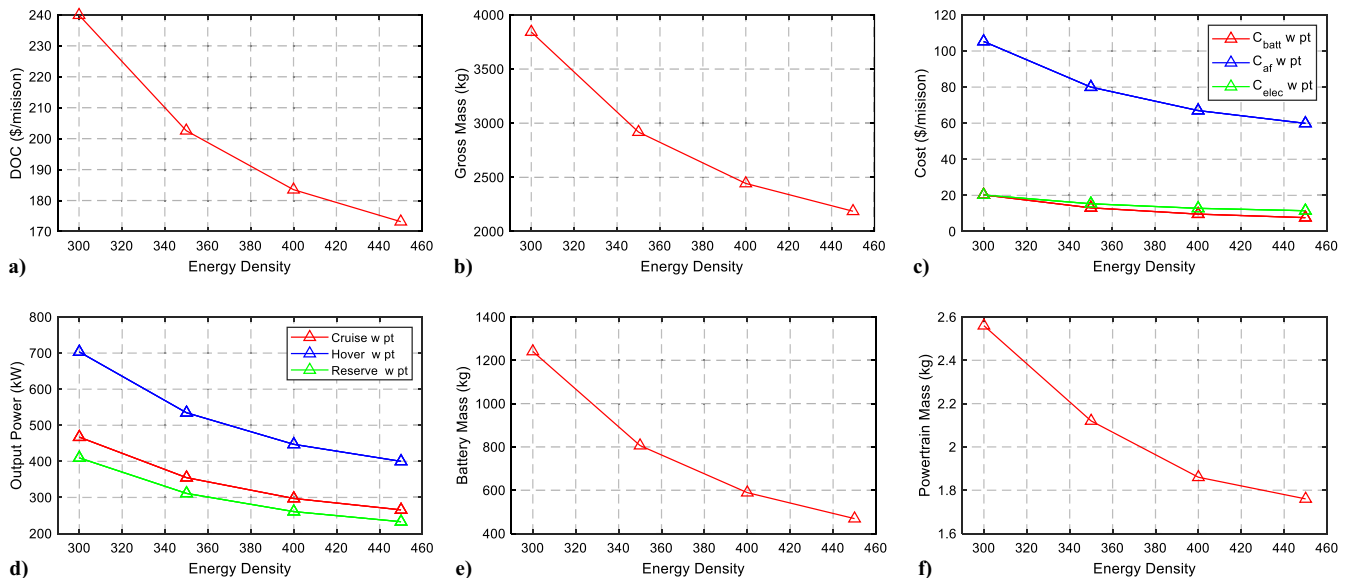 240
230
220
210
200
190
180
170
DOC ($/misison)
300 320 340 360 380 400 420 440 460
Energy Density
a)
4000
3500
3000
2500
2000
Gross Mass (kg)
300 320 340 360 380 400 420 440 460
Energy Density
b)
120
100
80
60
40
20
0
Cost ($/misison)
C_batt w pt
C_af w pt
C_elec w pt
300 320 340 360 380 400 420 440 460
Energy Density
c)
800
700
600
500
400
300
200
Output Power (kW)
Cruise w pt
Hover w pt
Reserve w pt
300 320 340 360 380 400 420 440 460
Energy Density
d)
1400
1200
1000
800
600
400
Battery Mass (kg)
300 320 340 360 380 400 420 440 460
Energy Density
e)
2.6
2.4
2.2
2
1.8
1.6
Powertrain Mass (kg)
300 320 340 360 380 400 420 440 460
Energy Density
f)